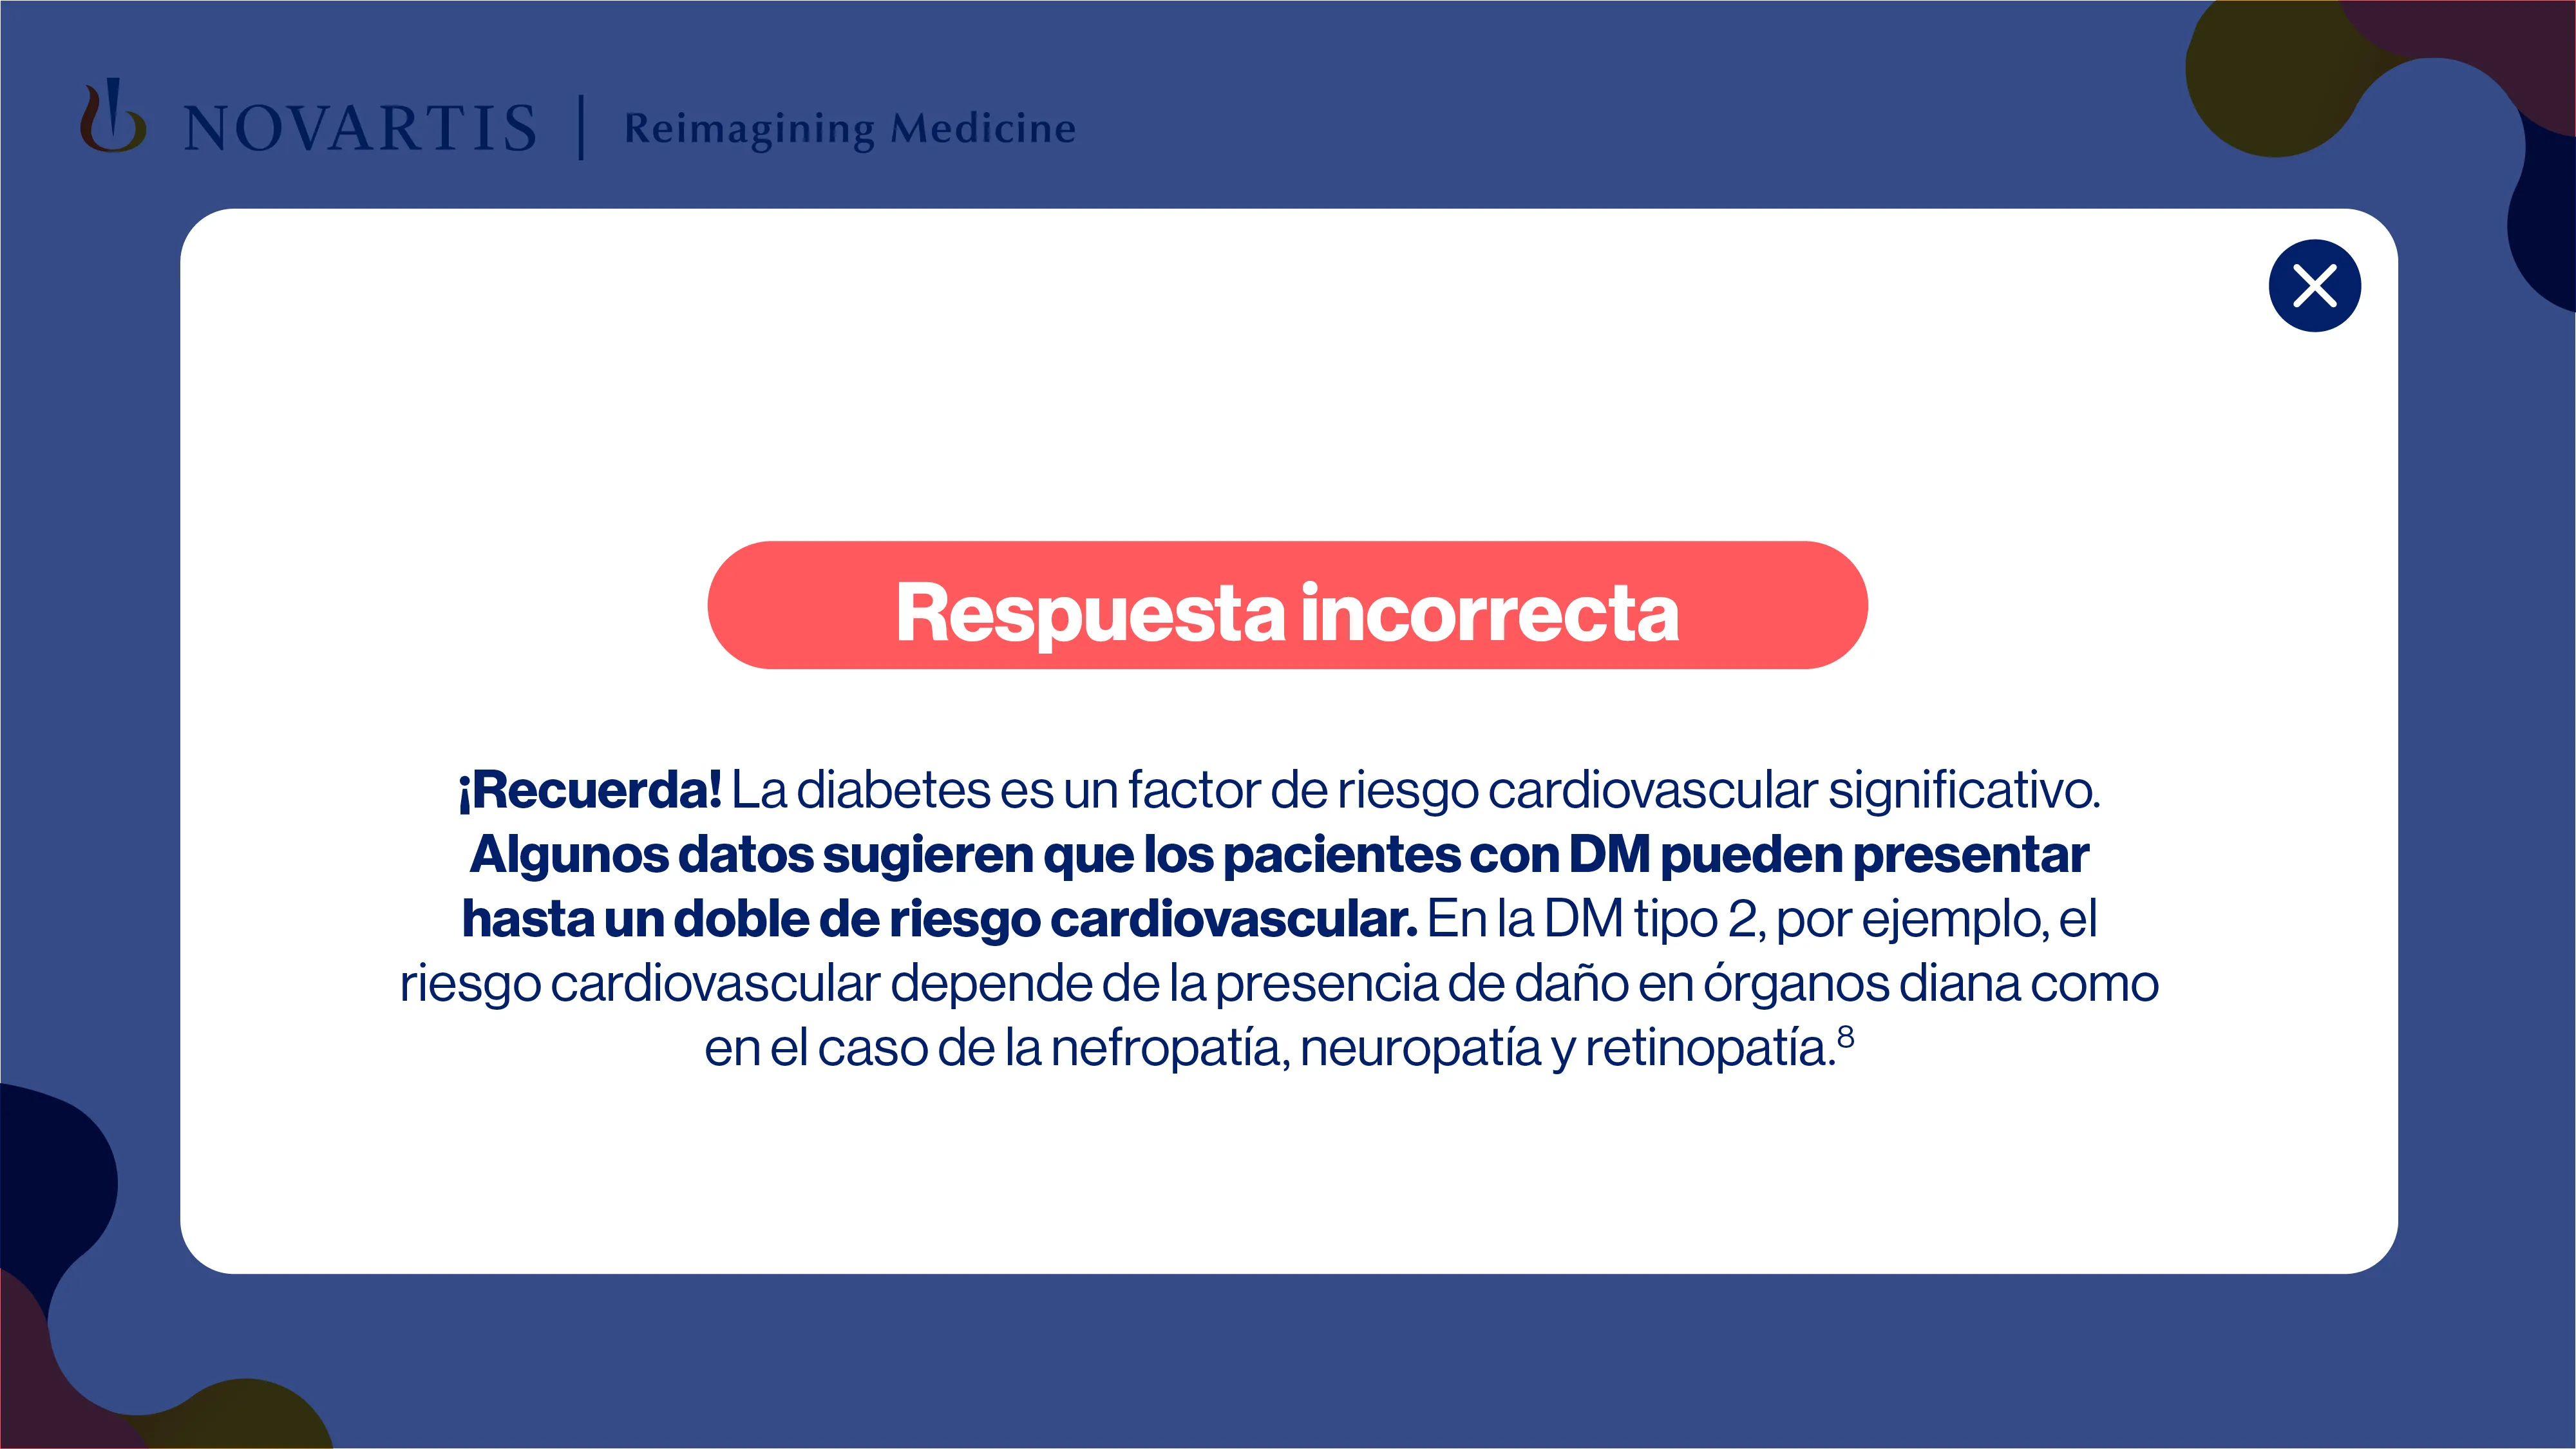 NOVARTIS | Reimagining Medicine
Respuesta incorrecta
¡Recuerda! La diabetes es un factor de riesgo cardiovascular significativo.
Algunos datos sugieren que los pacientes con DM pueden presentar
hasta un doble de riesgo cardiovascular. En la DM tipo 2, por ejemplo, el
riesgo cardiovascular depende de la presencia de daño en órganos diana como
en el caso de la nefropatía, neuropatía y retinopatía.⁸